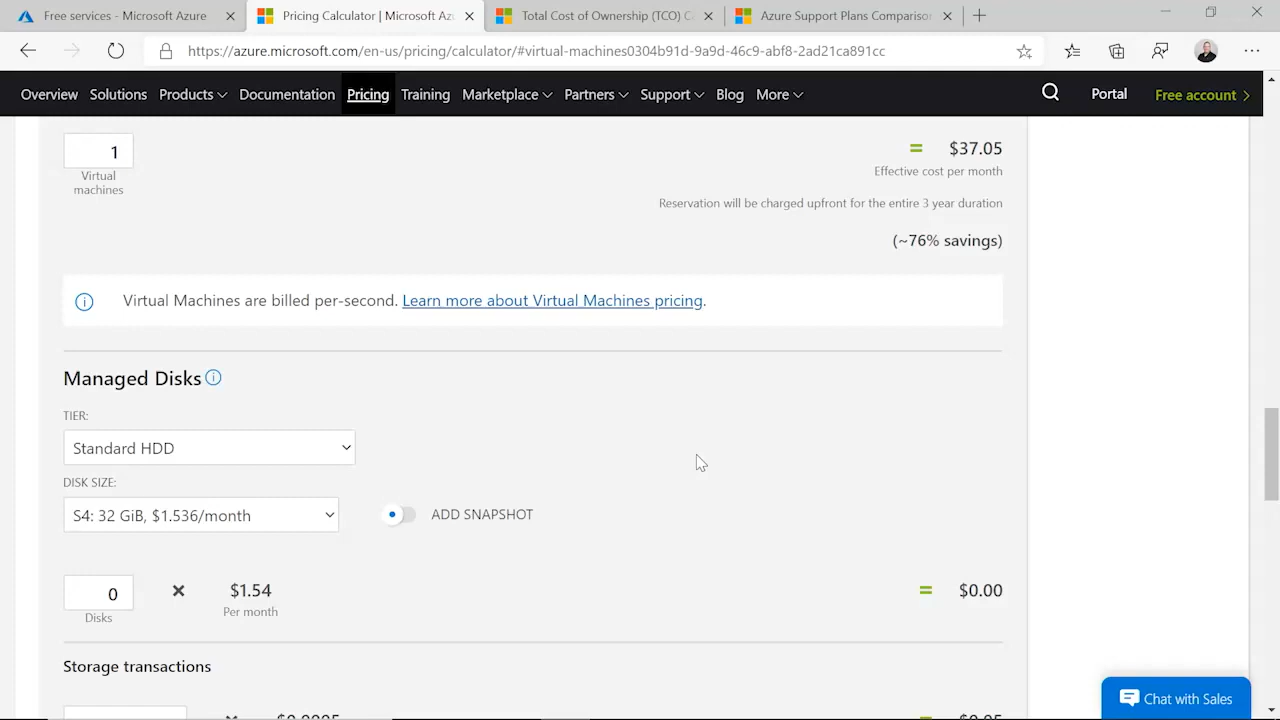 Free services - Microsoft Azure
Pricing Calculator | Microsoft Az
Total Cost of Ownership (TCO) C
Azure Support Plans Comparison
https://azure.microsoft.com/en-us/pricing/calculator/#virtual-machines0304b91d-9a9d-46c9-abf8-2ad21ca891cc
Overview Solutions Products Documentation Pricing Training Marketplace Partners Support Blog More Portal Free account
1
= $37.05
Virtual
machines
Effective cost per month
Reservation will be charged upfront for the entire 3 year duration
(~76% savings)
Virtual Machines are billed per-second. Learn more about Virtual Machines pricing.
Managed Disks
TIER:
Standard HDD
DISK SIZE:
S4: 32 GiB, $1.536/month
ADD SNAPSHOT
0 × $1.54 = $0.00
Disks
Per month
Storage transactions
Chat with Sales